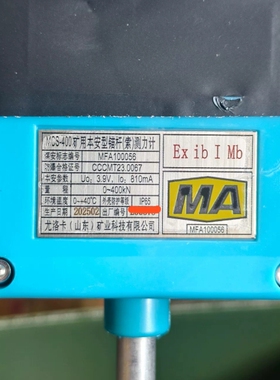 MCS-400矿用本安型锚杆(索)测力计
煤安标志编号 MFA100056
防爆合格证号 CCCMT23.0067
本安参数 Uo: 3.9V, Io: 810mA
量程 0~400kN
环境温度 0~+40℃ 外壳防护等级 IP65
生产日期 202502 出厂编号
尤洛卡(山东)矿业科技有限公司
Ex ib I Mb
MA
MFA100056